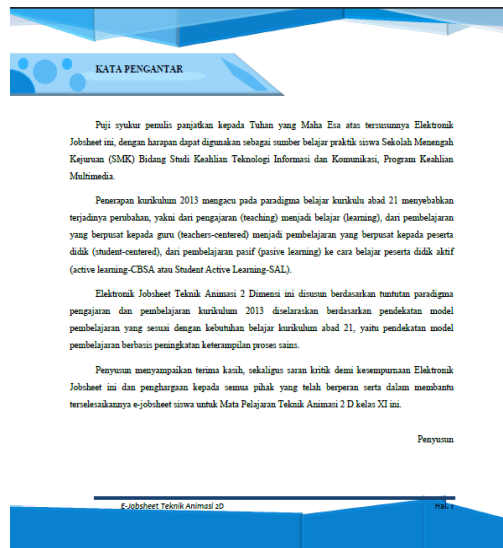 KATA PENGANTAR
Puji syukur penulis panjatkan kepada Tuhan yang Maha Esa atas tersusunnya Elektronik
Jobsheet ini, dengan harapan dapat digunakan sebagai sumber belajar praktik siswa Sekolah Menengah
Kejuruan (SMK) Bidang Studi Keahlian Teknologi Informasi dan Komunikasi, Program Keahlian
Multimedia.
Penerapan kurikulum 2013 mengacu pada paradigma belajar kurikulu abad 21 menyebabkan
terjadinya perubahan, yakni dari pengajaran (teaching) menjadi belajar (learning), dari pembelajaran
yang berpusat kepada guru (teachers-centered) menjadi pembelajaran yang berpusat kepada peserta
didik (student-centered), dari pembelajaran pasif (pasive learning) ke cara belajar peserta didik aktif
(active learning-CBSA atau Student Active Learning-SAL).
Elektronik Jobsheet Teknik Animasi 2 Dimensi ini disusun berdasarkan tuntutan paradigma
pengajaran dan pembelajaran kurikulum 2013 diselaraskan berdasarkan pendekatan model
pembelajaran yang sesuai dengan kebutuhan belajar kurikulum abad 21, yaitu pendekatan model
pembelajaran berbasis peningkatan keterampilan proses sains.
Penyusun menyampaikan terima kasih, sekaligus saran kritik demi kesempurnaan Elektronik
Jobsheet ini dan penghargaan kepada semua pihak yang telah berperan serta dalam membantu
terselesaikannya e-jobsheet siswa untuk Mata Pelajaran Teknik Animasi 2 D kelas XI ini.
Penyusun
E-Jobsheet Teknik Animasi 2D Hal. 1